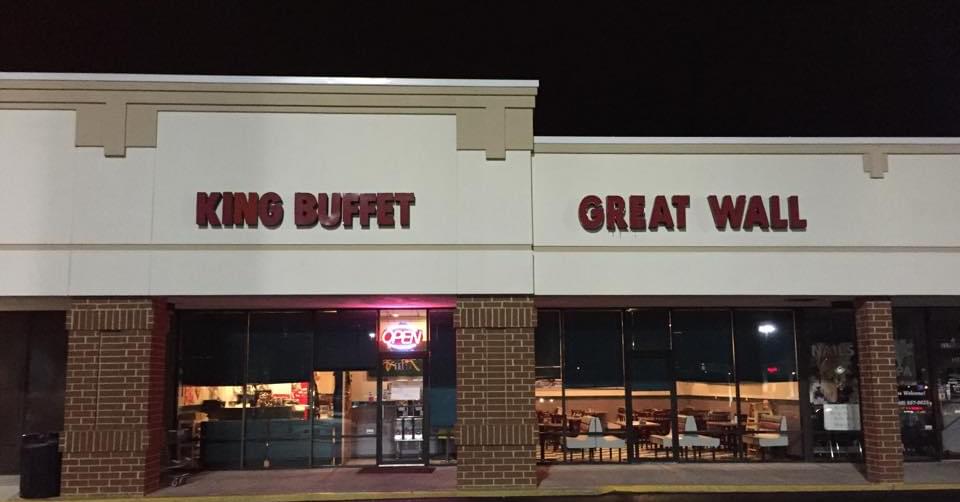 KING BUFFET
GREAT WALL
OPEN